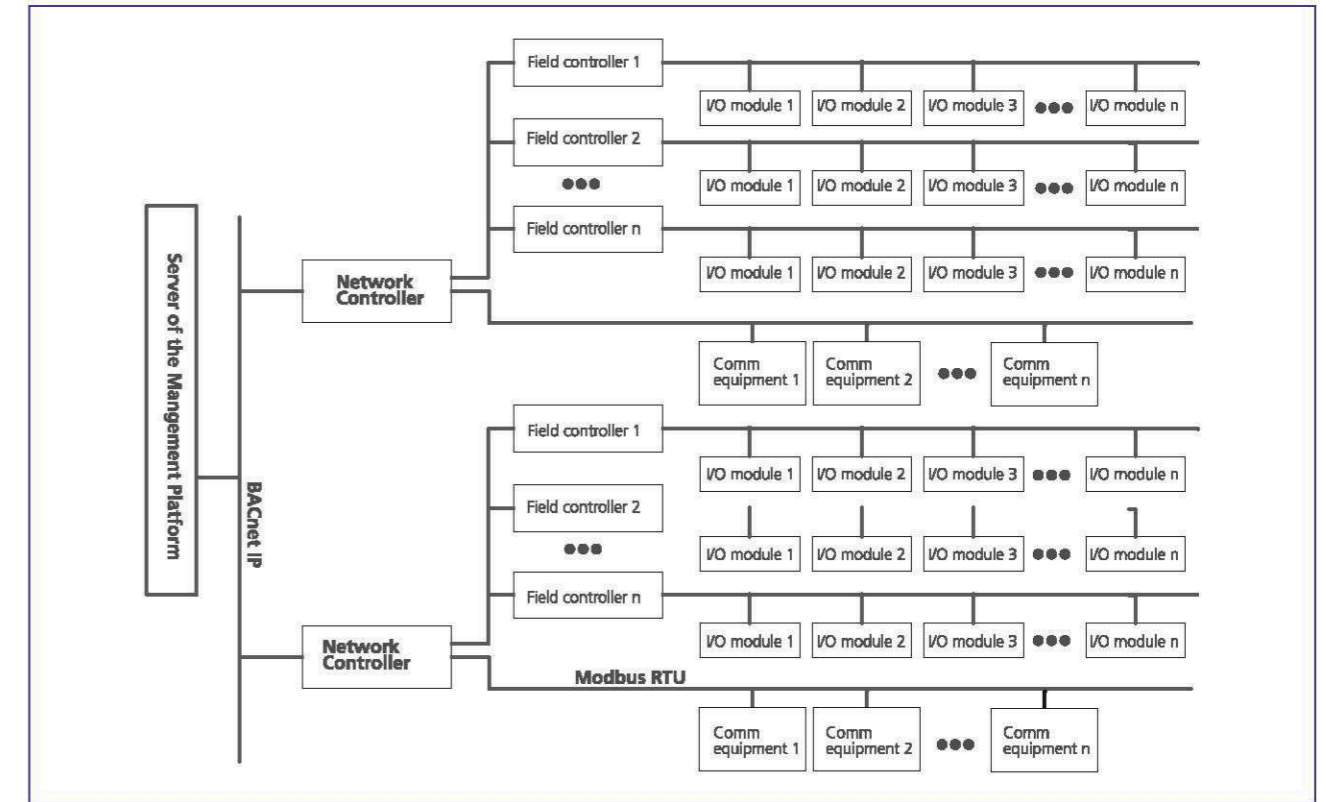 Field controller 1
I/O module 1
I/O module 2
I/O module 3
I/O module n
Field controller 2
I/O module 1
I/O module 2
I/O module 3
I/O module n
Field controller n
I/O module 1
I/O module 2
I/O module 3
I/O module n
Server of the Mangement Platform
BACnet IP
Network
Controller
Comm
equipment 1
Comm
equipment 2
Comm
equipment n
Field controller 1
I/O module 1
I/O module 2
I/O module 3
I/O module n
Field controller 2
I/O module 1
I/O module 2
I/O module 3
I/O module n
Field controller n
I/O module 1
I/O module 2
I/O module 3
I/O module n
Network
Controller
Modbus RTU
Comm
equipment 1
Comm
equipment 2
Comm
equipment n